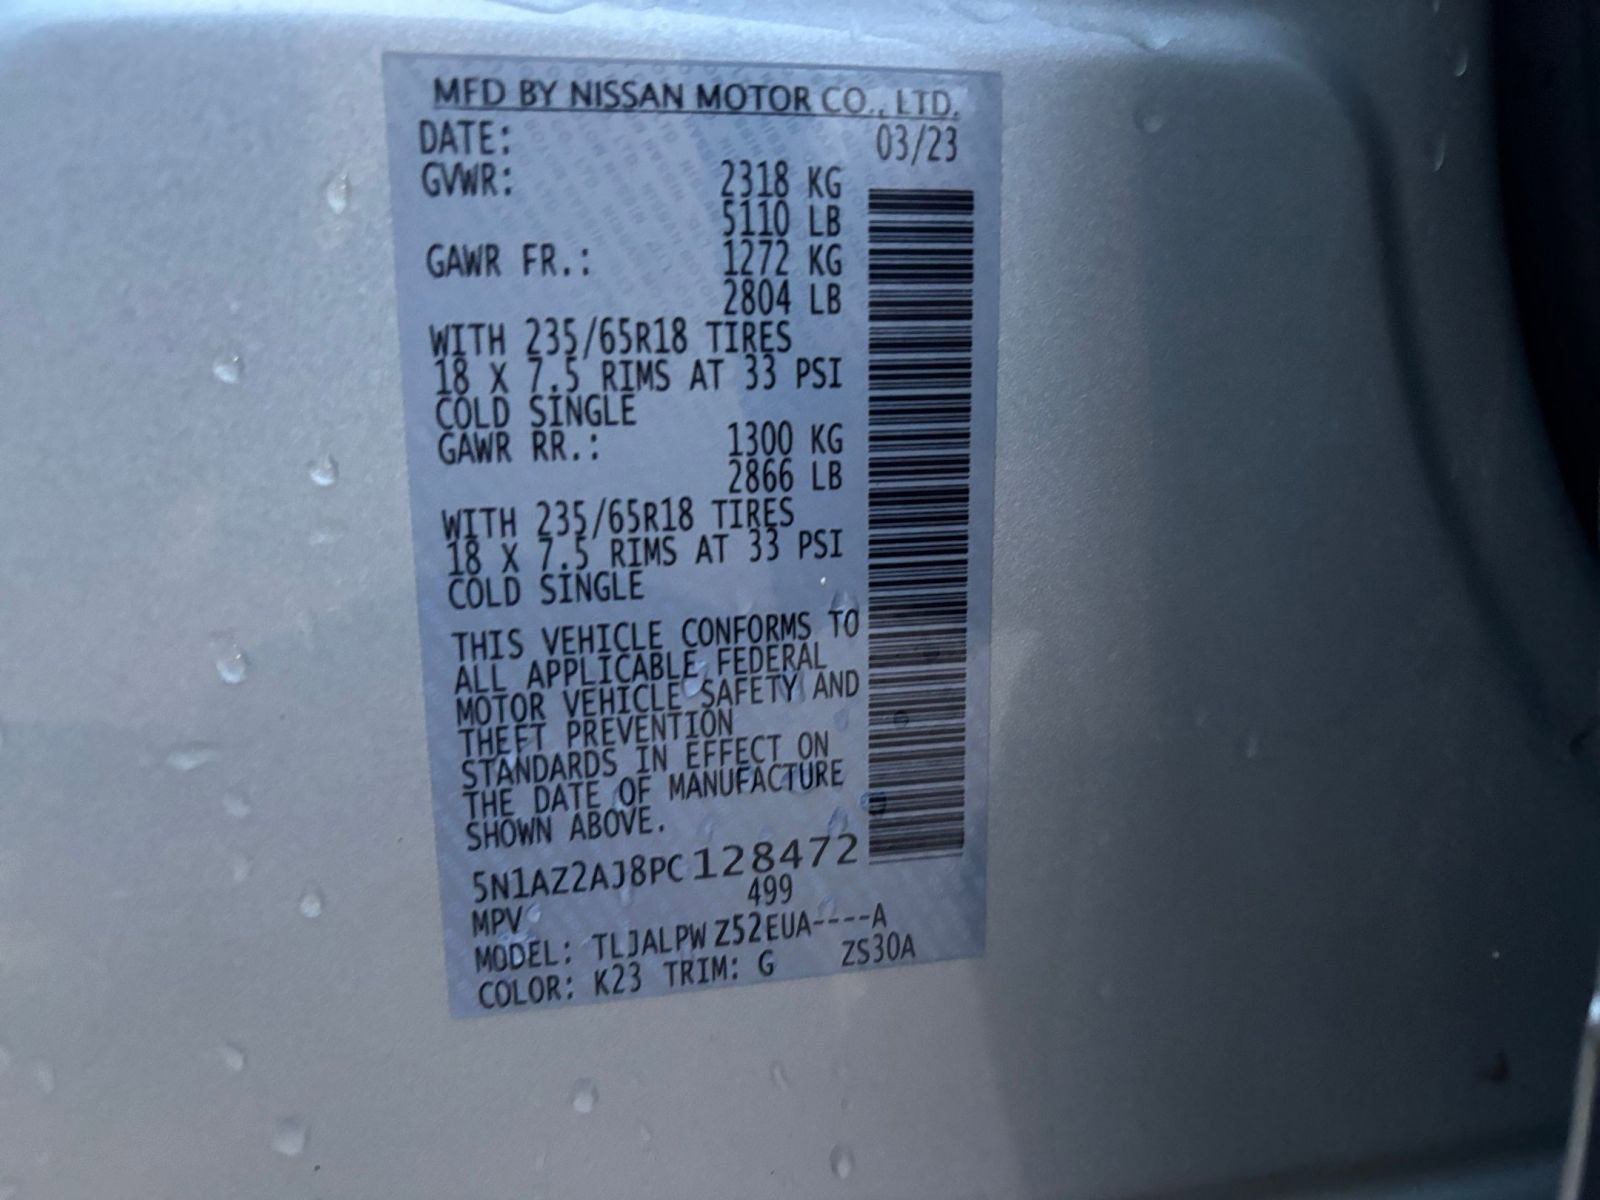 MFD BY NISSAN MOTOR CO., LTD.
DATE: 03/23
GVWR: 2318 KG
5110 LB
GAWR FR.: 1272 KG
2804 LB
WITH 235/65R18 TIRES
18 X 7.5 RIMS AT 33 PSI
COLD SINGLE
GAWR RR.: 1300 KG
2866 LB
WITH 235/65R18 TIRES
18 X 7.5 RIMS AT 33 PSI
COLD SINGLE
THIS VEHICLE CONFORMS TO
ALL APPLICABLE FEDERAL
MOTOR VEHICLE SAFETY AND
THEFT PREVENTION
STANDARDS IN EFFECT ON
THE DATE OF MANUFACTURE
SHOWN ABOVE.
5N1AZ2AJ8PC128472
MPV 499
MODEL: TLJALPW Z52EUA----A
COLOR: K23 TRIM: G ZS30A